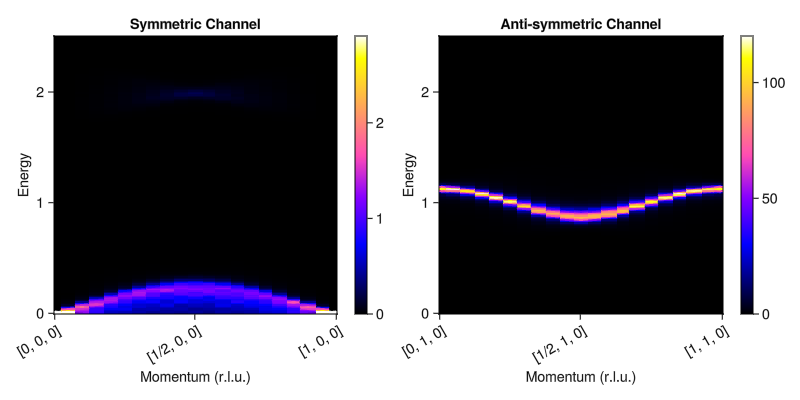 Symmetric Channel
Energy
2
1
0
[0, 0, 0]
[1/2, 0, 0]
[1, 0, 0]
Momentum (r.l.u.)
2
1
0
Anti-symmetric Channel
Energy
2
1
0
[0, 1, 0]
[1/2, 1, 0]
[1, 1, 0]
Momentum (r.l.u.)
100
50
0